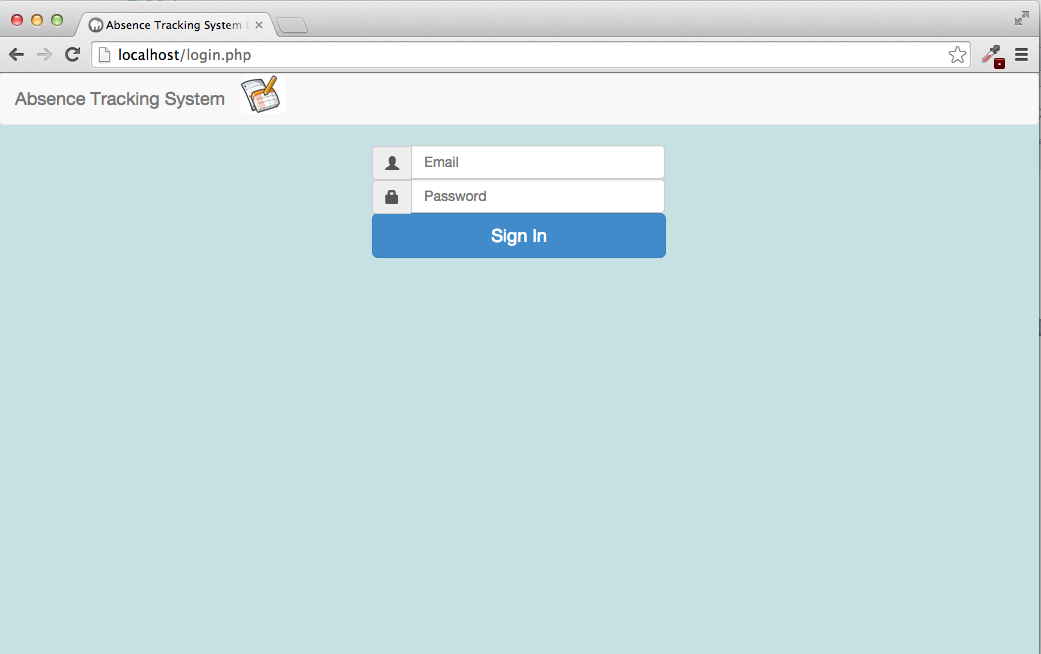 Absence Tracking System
localhost/login.php
Absence Tracking System
Email
Password
Sign In